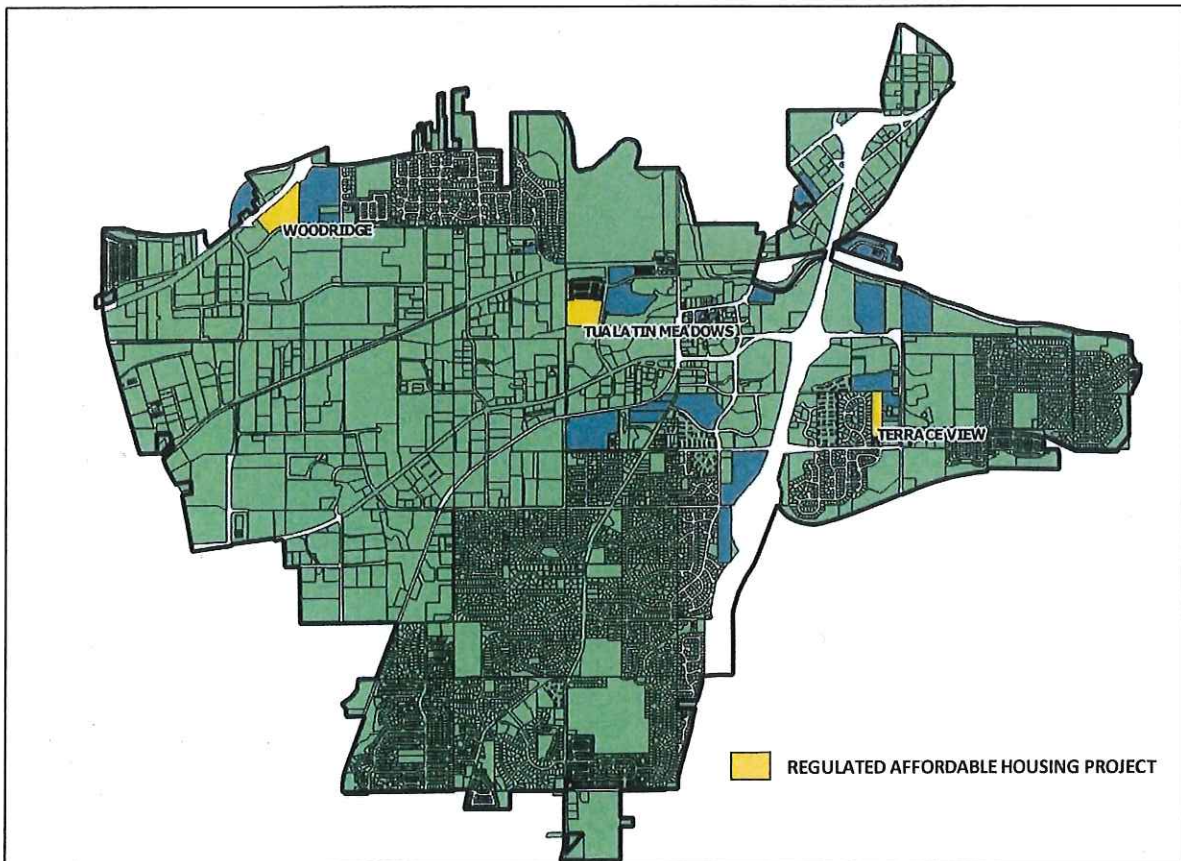 WOODRIDGE
TUALATIN MEADOWS
TERRACE VIEW
REGULATED AFFORDABLE HOUSING PROJECT